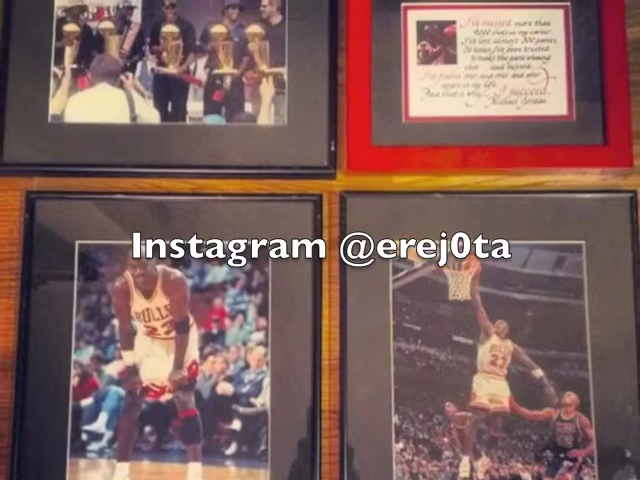 I've missed more than
9000 shots in my career.
I've lost almost 300 games.
26 times I've been trusted
to make the game winning
shot and missed.
I've failed over and over and over
again in my life.
And that is why... I succeed.
Michael Jordan
Instagram @erej0ta
BULLS
23
BULLS
23